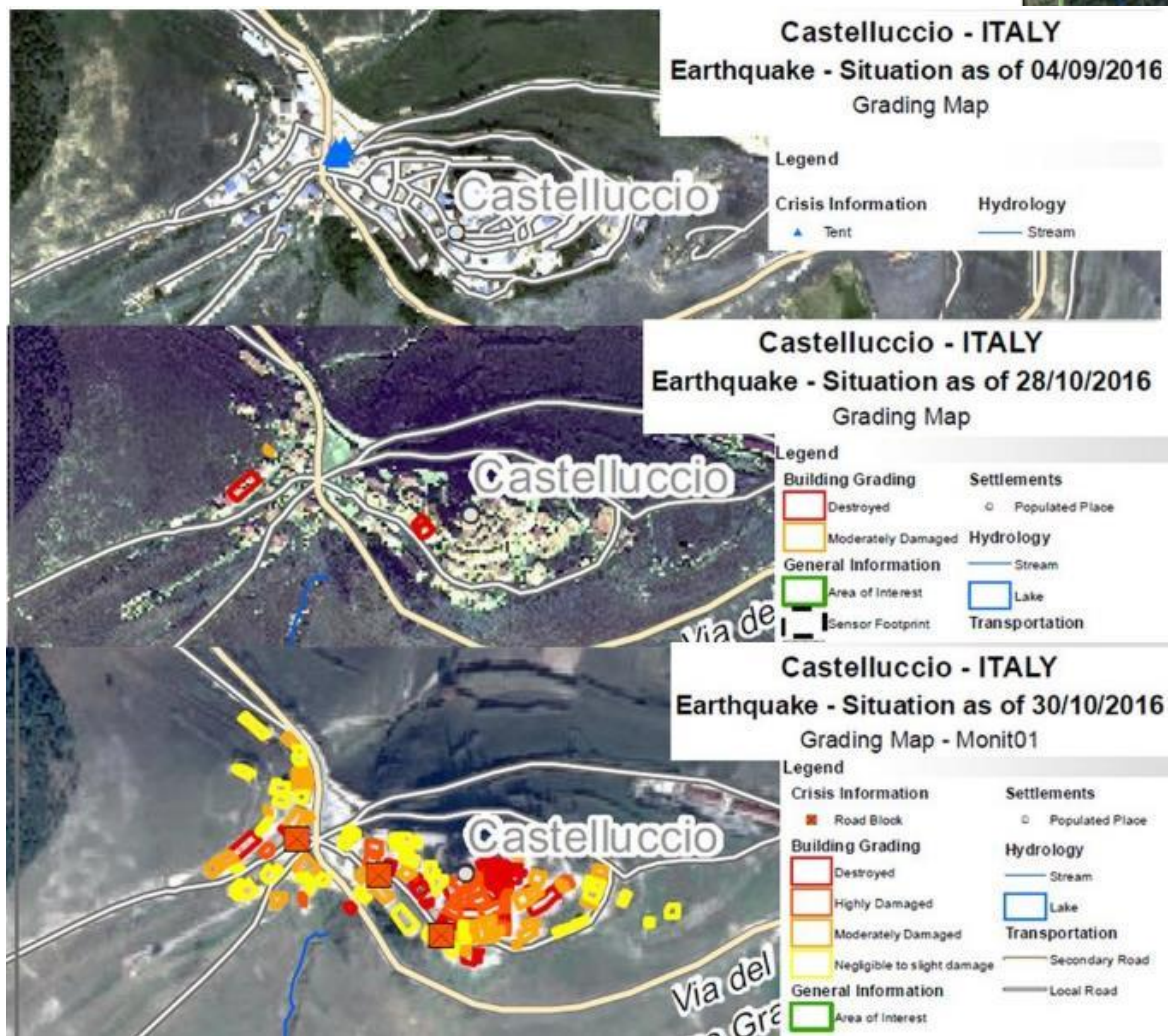 Castelluccio - ITALY
Earthquake - Situation as of 04/09/2016
Grading Map
Legend
Crisis Information
Hydrology
Tent
Stream
Castelluccio
Castelluccio - ITALY
Earthquake - Situation as of 28/10/2016
Grading Map
Legend
Building Grading
Settlements
Destroyed
Populated Place
Moderately Damaged
Hydrology
General Information
Stream
Area of Interest
Lake
Sensor Footprint
Transportation
Castelluccio
Via de
Castelluccio - ITALY
Earthquake - Situation as of 30/10/2016
Grading Map - Monit01
Legend
Crisis Information
Settlements
Road Block
Populated Place
Building Grading
Hydrology
Destroyed
Stream
Highly Damaged
Lake
Moderately Damaged
Transportation
Negligible to slight damage
Secondary Road
General Information
Local Road
Area of Interest
Castelluccio
Via del
Gra